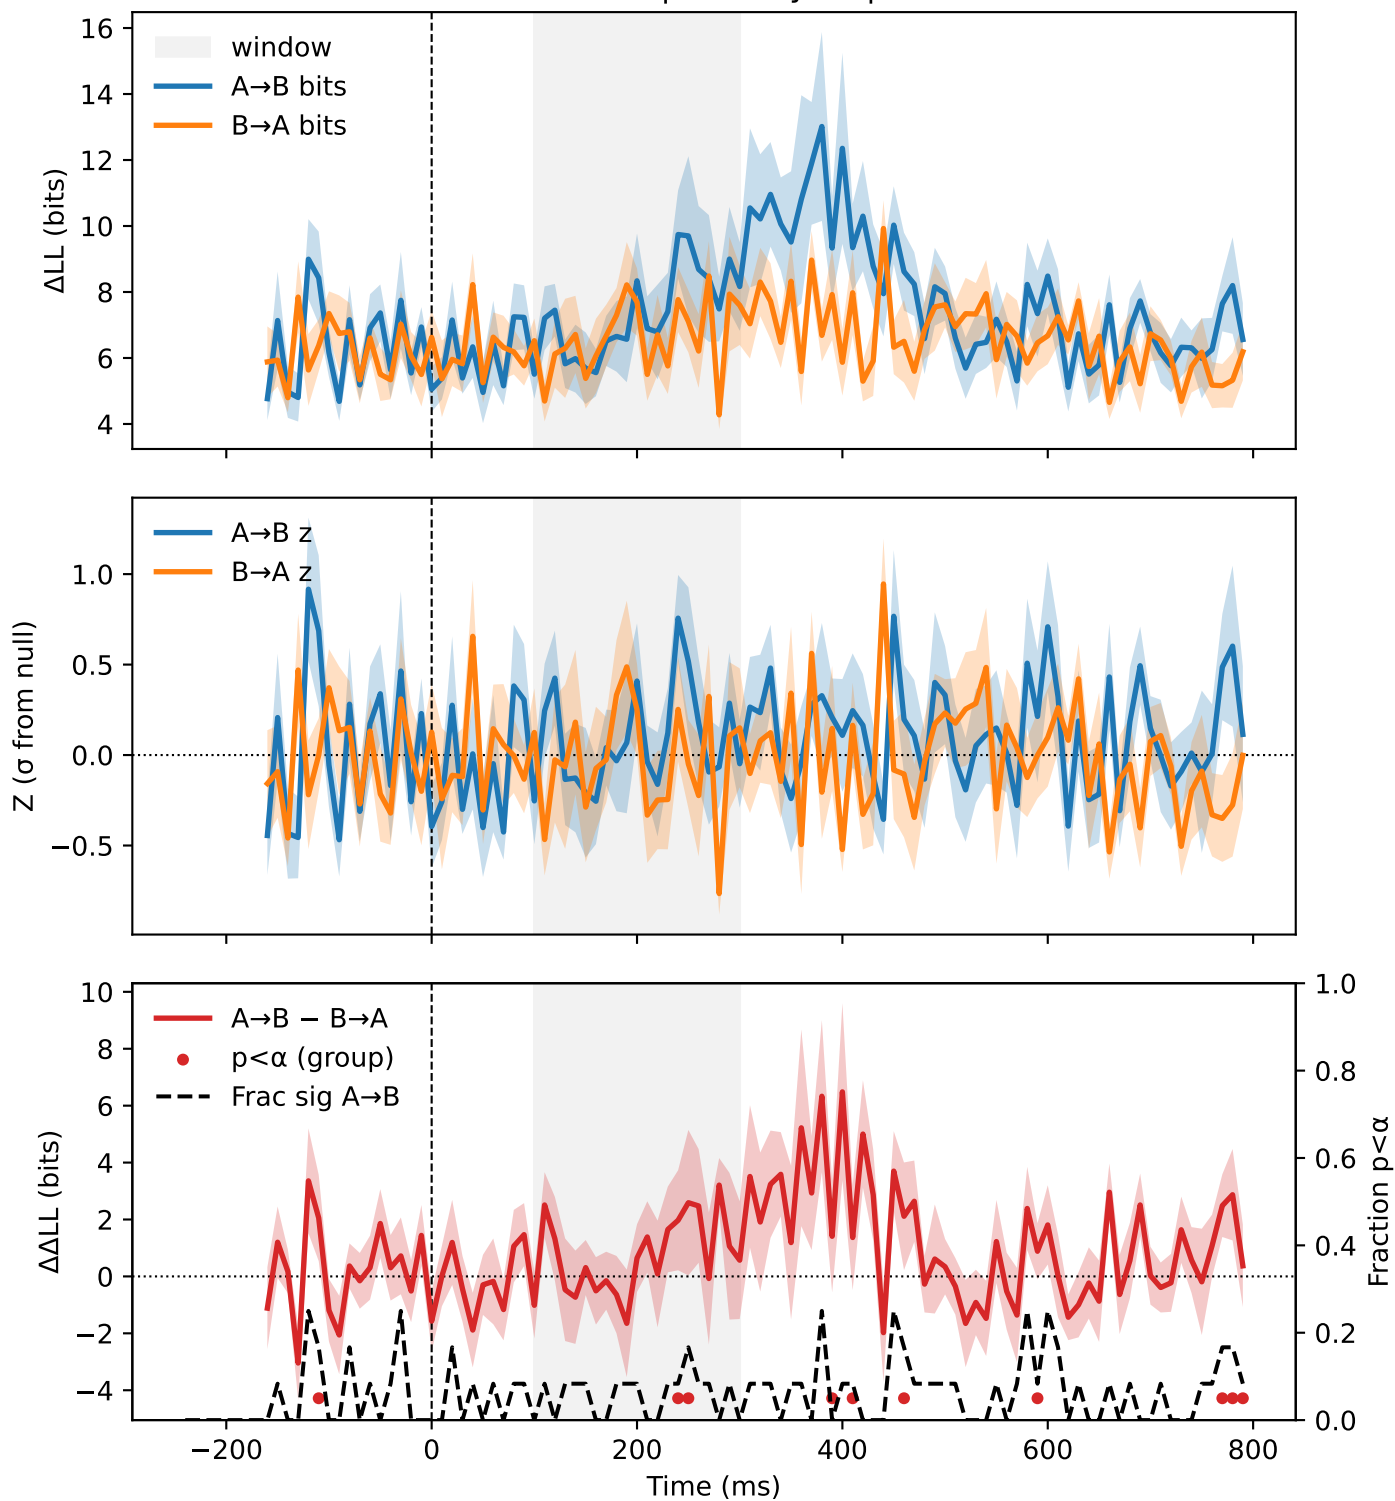 16
14
12
10
8
6
4
ΔLL (bits)
window
A→B bits
B→A bits
1.0
0.5
0.0
−0.5
Z (σ from null)
A→B z
B→A z
10
8
6
4
2
0
−2
−4
ΔΔLL (bits)
A→B − B→A
p<α (group)
Frac sig A→B
1.0
0.8
0.6
0.4
0.2
0.0
Fraction p<α
−200
0
200
400
600
800
Time (ms)